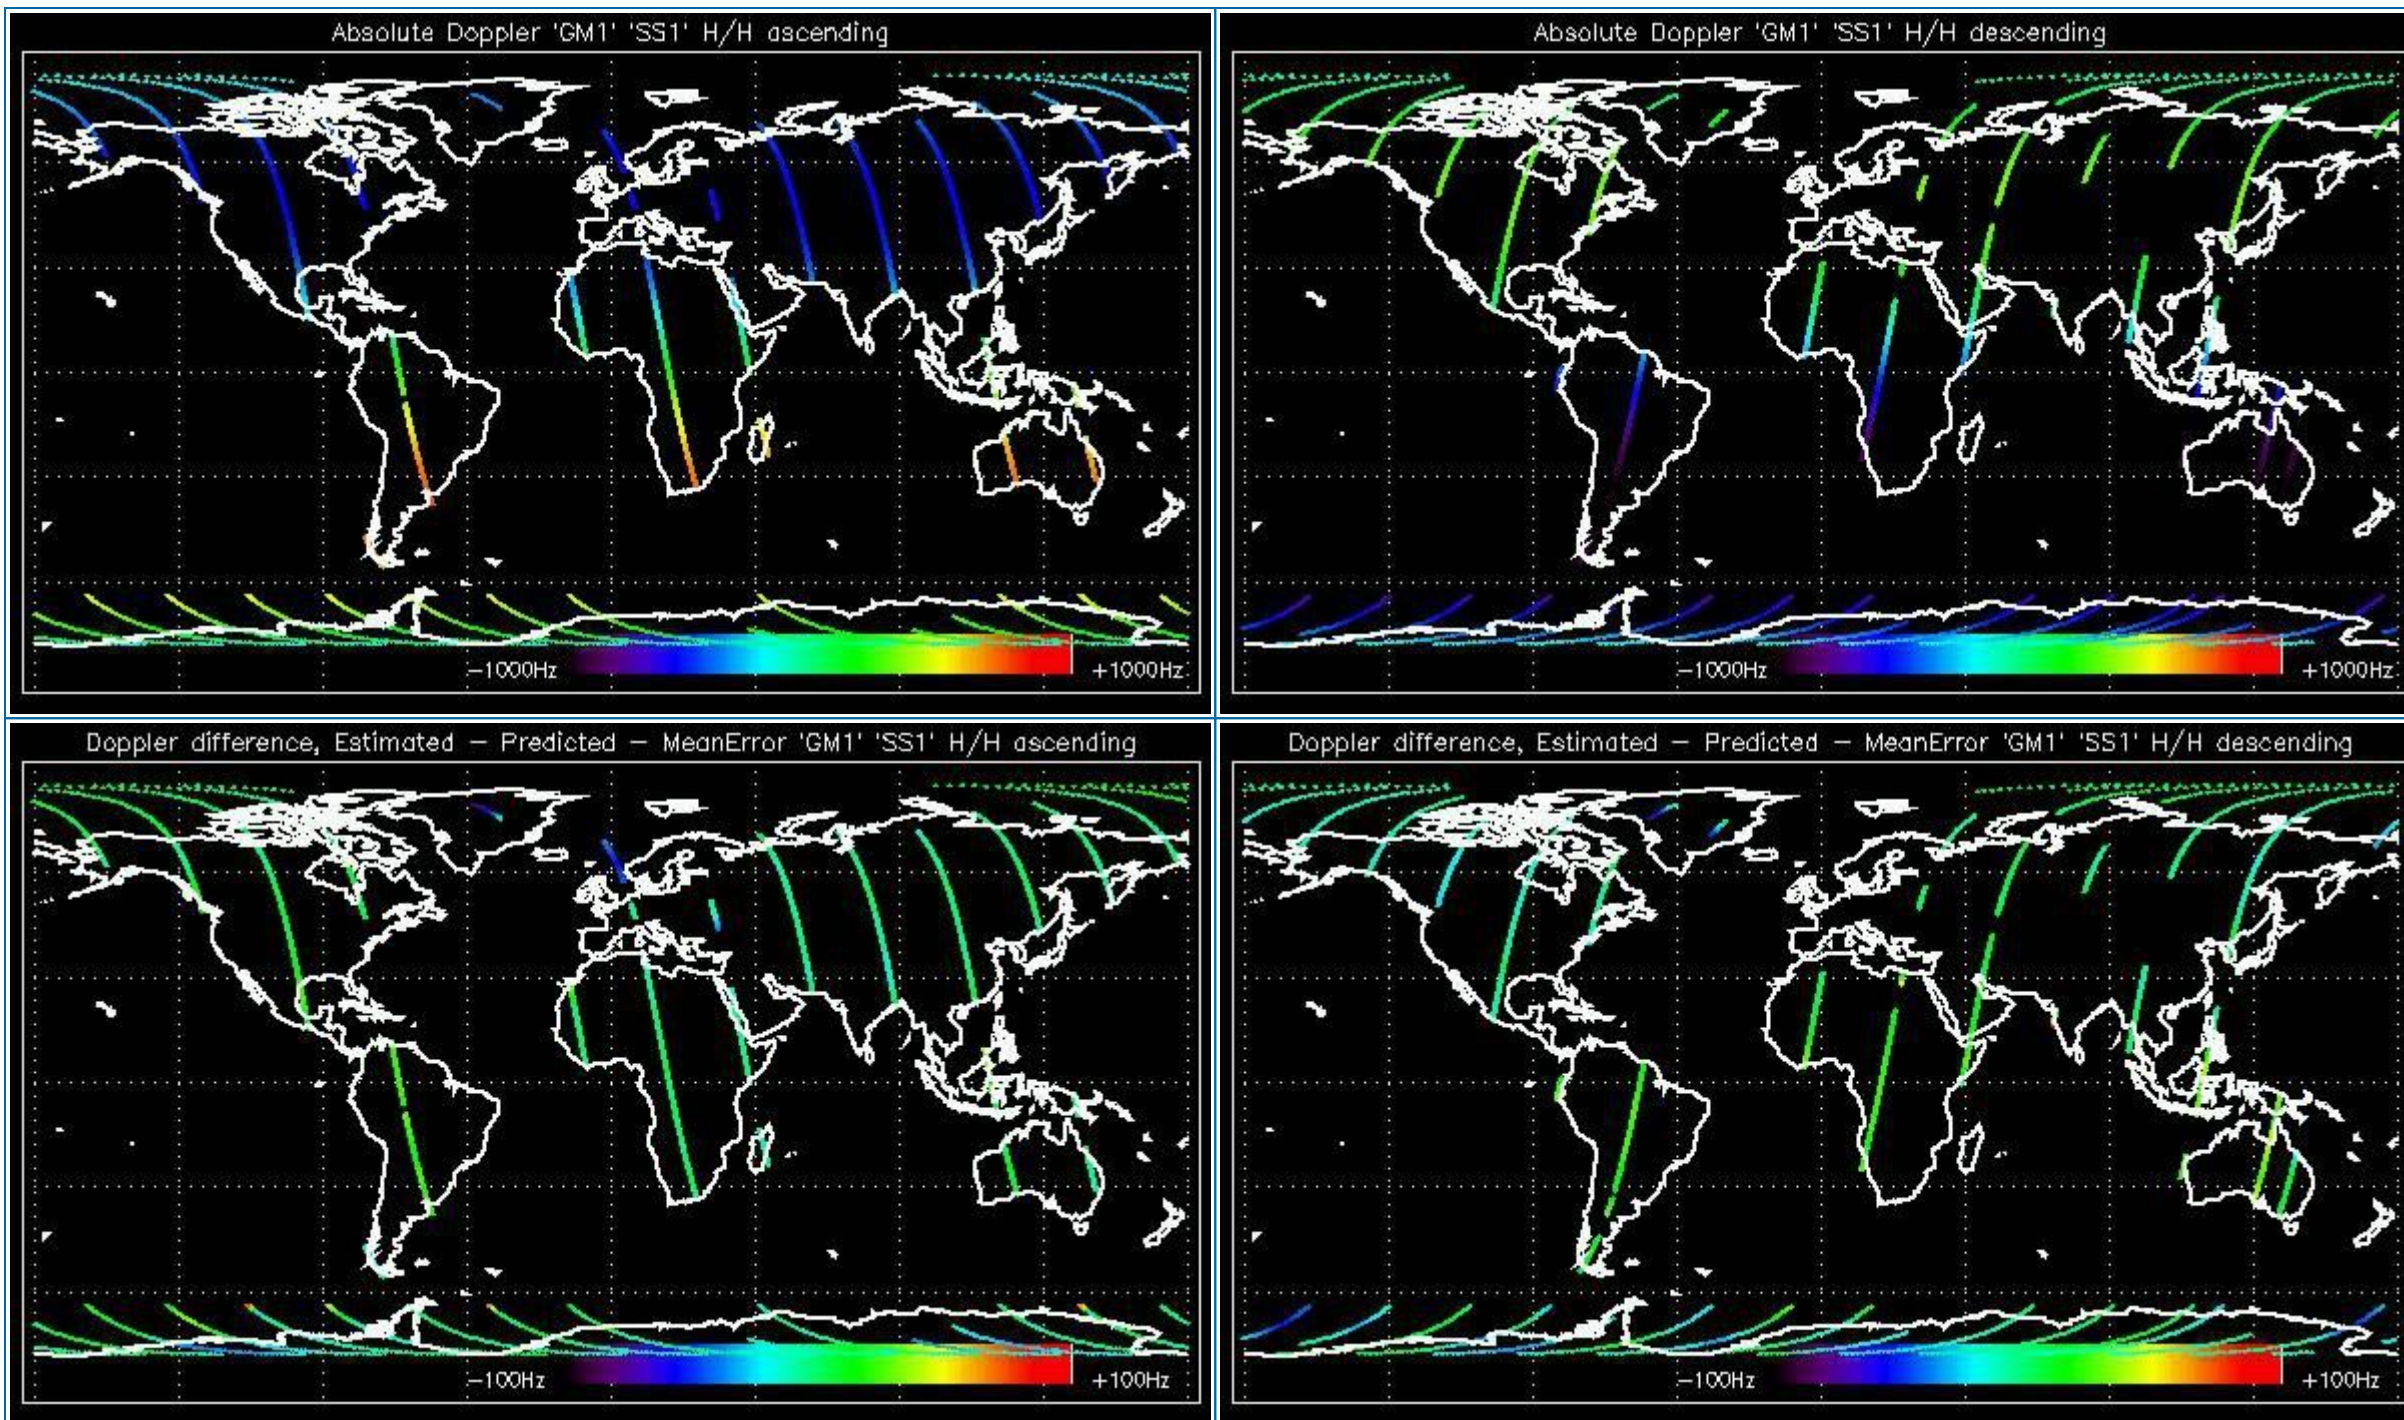 Absolute Doppler 'GM1' 'SS1' H/H ascending
−1000Hz +1000Hz
Absolute Doppler 'GM1' 'SS1' H/H descending
−1000Hz +1000Hz
Doppler difference, Estimated − Predicted − MeanError 'GM1' 'SS1' H/H ascending
−100Hz +100Hz
Doppler difference, Estimated − Predicted − MeanError 'GM1' 'SS1' H/H descending
−100Hz +100Hz